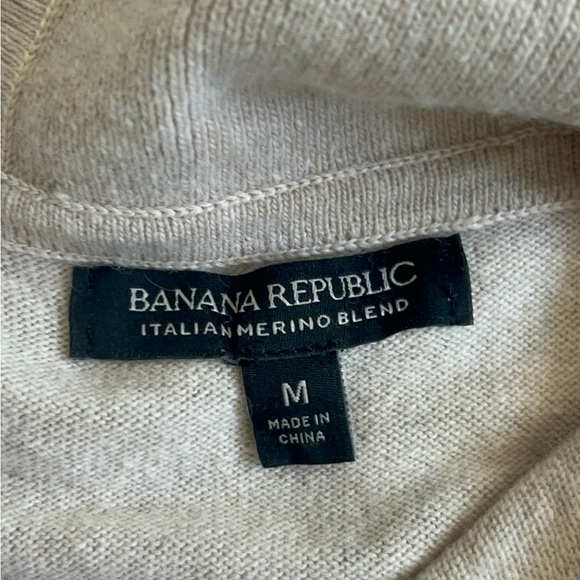 BANANA REPUBLIC
ITALIAN MERINO BLEND
M
MADE IN
CHINA